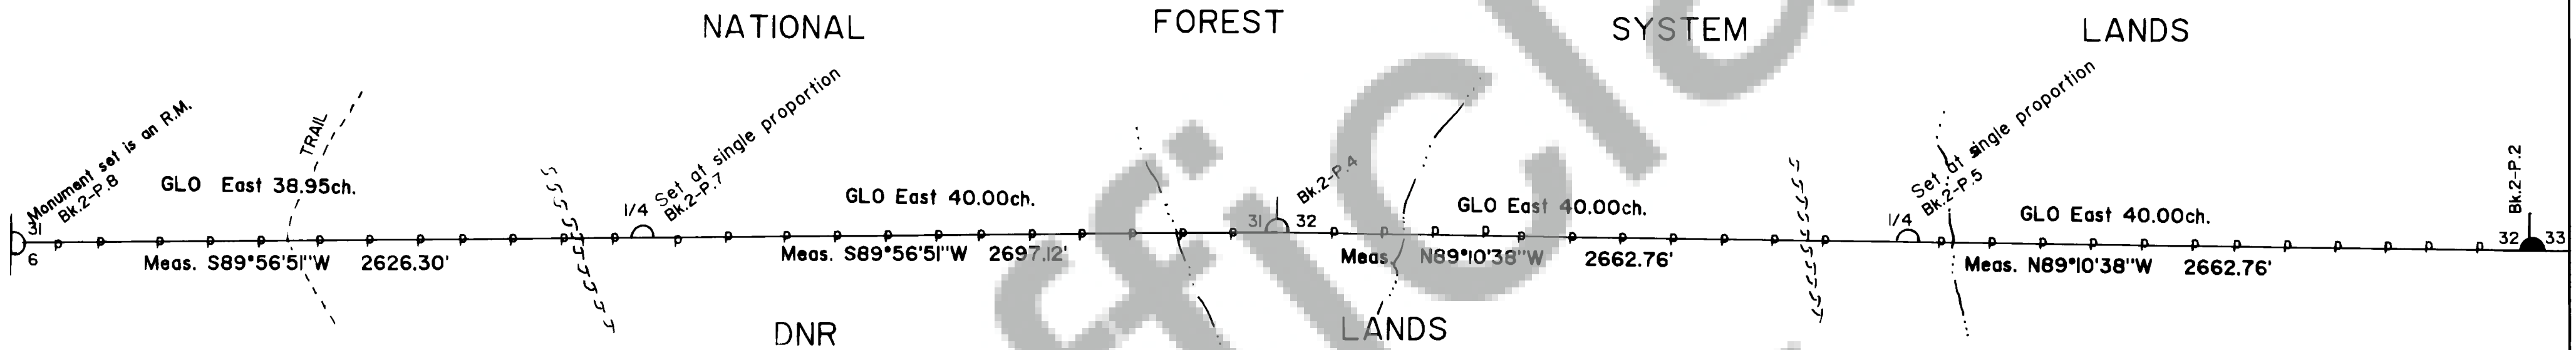 NATIONAL FOREST SYSTEM LANDS
Monument set is an R.M.
Bk.2-P.8
TRAIL
GLO East 38.95ch.
31
6
Meas. S89°56'51"W 2626.30'
1/4
Set at single proportion
Bk.2-P.7
GLO East 40.00ch.
Meas. S89°56'51"W 2697.12'
31 32
Bk.2-P.4
GLO East 40.00ch.
Meas. N89°10'38"W 2662.76'
1/4
Set at single proportion
Bk.2-P.5
GLO East 40.00ch.
Meas. N89°10'38"W 2662.76'
Bk.2-P.2
32 33
DNR LANDS